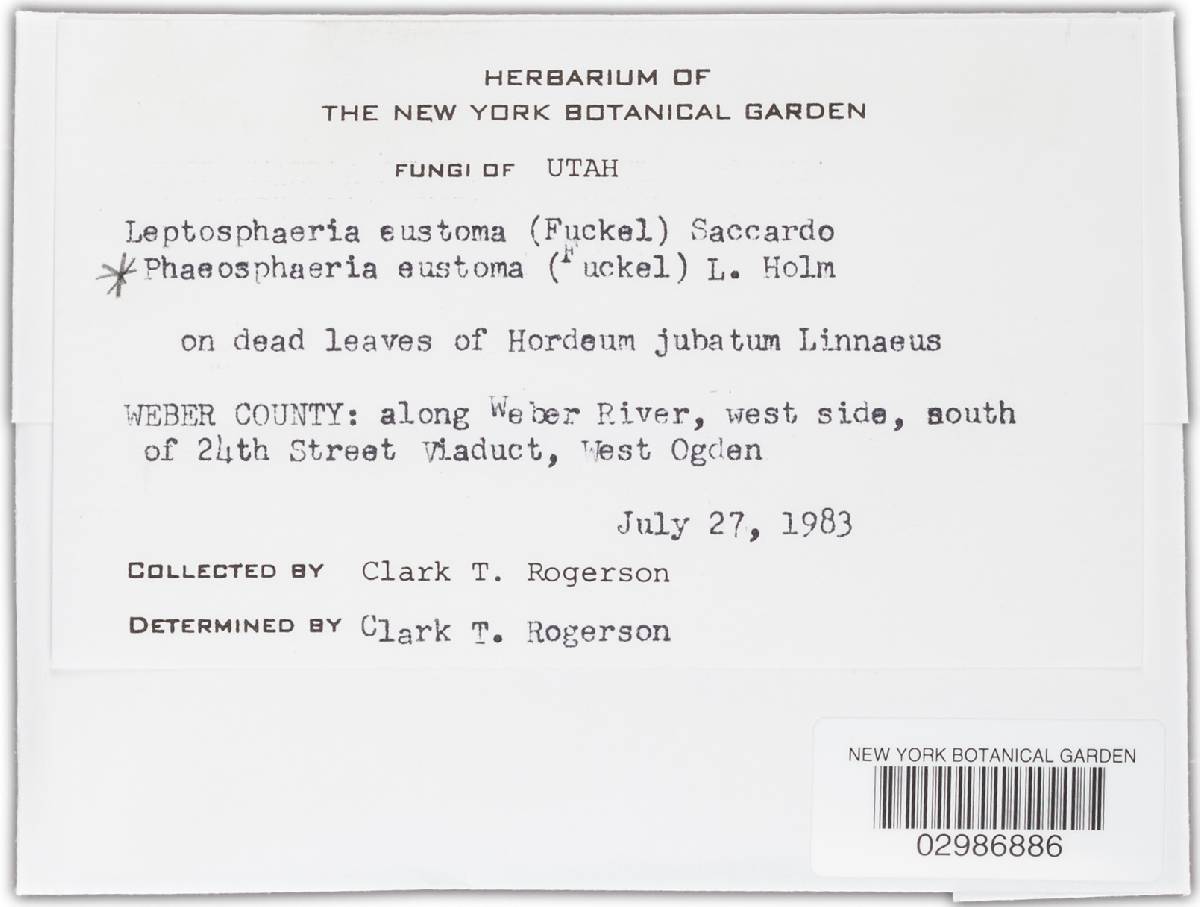 HERBARIUM OF
THE NEW YORK BOTANICAL GARDEN
FUNGI OF UTAH
Leptosphaeria eustoma (Fuckel) Saccardo
*Phaeosphaeria eustoma (Fuckel) L. Holm
on dead leaves of Hordeum jubatum Linnaeus
WEBER COUNTY: along Weber River, west side, south
of 24th Street Viaduct, West Ogden
July 27, 1983
COLLECTED BY Clark T. Rogerson
DETERMINED BY Clark T. Rogerson
NEW YORK BOTANICAL GARDEN
02986886